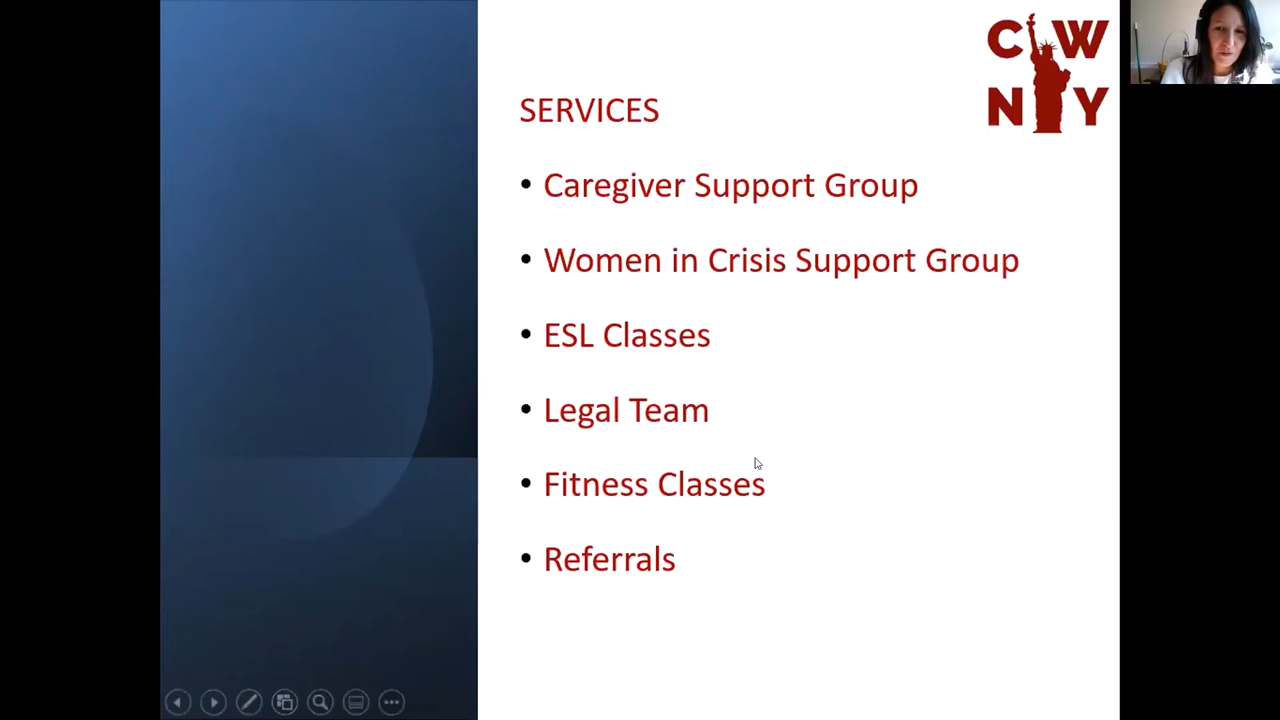 C W
N Y
SERVICES
• Caregiver Support Group
• Women in Crisis Support Group
• ESL Classes
• Legal Team
• Fitness Classes
• Referrals